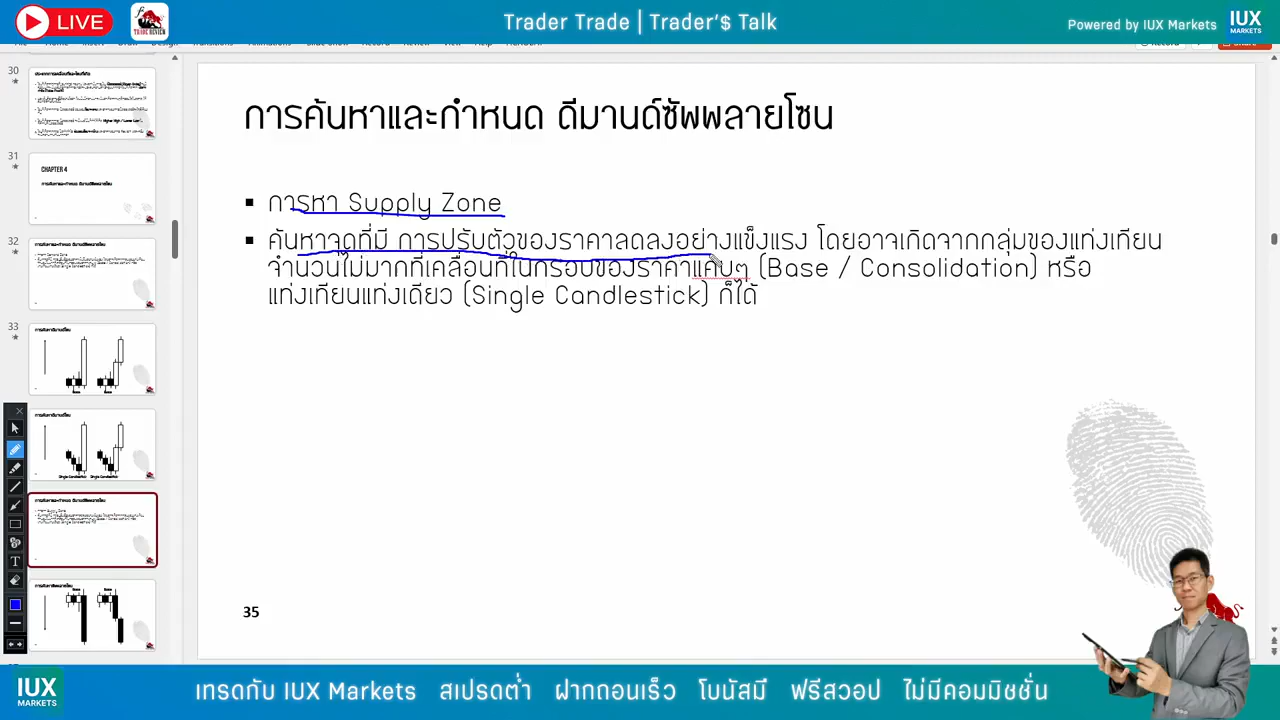 LIVE
TRADE REVIEW
Trader Trade | Trader'$ Talk
Powered by IUX Markets
IUX
MARKETS
30
31
CHAPTER 4
32
33
Single Candlestick
Single Candlestick
การค้นหาและกำหนด ดีมานด์ซัพพลายโซน
การหา Supply Zone
ค้นหาจุดที่มี การปรับตัวของราคาลดลงอย่างแข็งแรง โดยอาจเกิดจากกลุ่มของแท่งเทียน
จำนวนไม่มากที่เคลื่อนที่ในกรอบของราคาแคบๆ (Base / Consolidation) หรือ
แท่งเทียนแท่งเดียว (Single Candlestick) ก็ได้
35
IUX
MARKETS
เทรดกับ IUX Markets สเปรดต่ำ ฝากถอนเร็ว โบนัสมี ฟรีสวอป ไม่มีคอมมิชชั่น